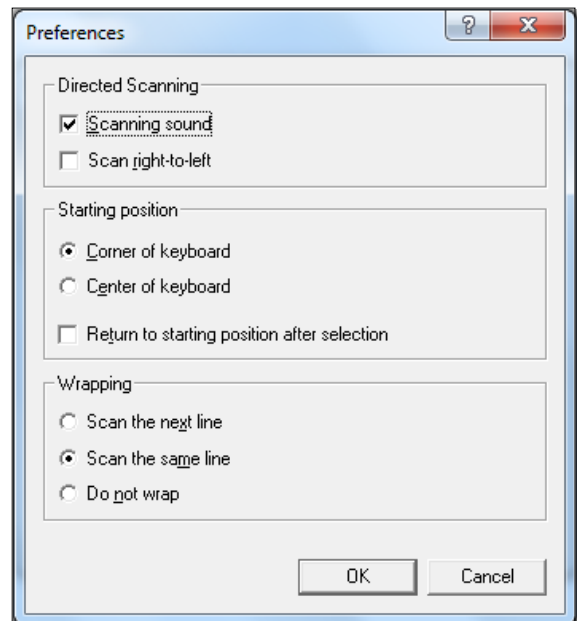 Preferences
Directed Scanning
Scanning sound
Scan right-to-left
Starting position
Corner of keyboard
Center of keyboard
Return to starting position after selection
Wrapping
Scan the next line
Scan the same line
Do not wrap
OK Cancel